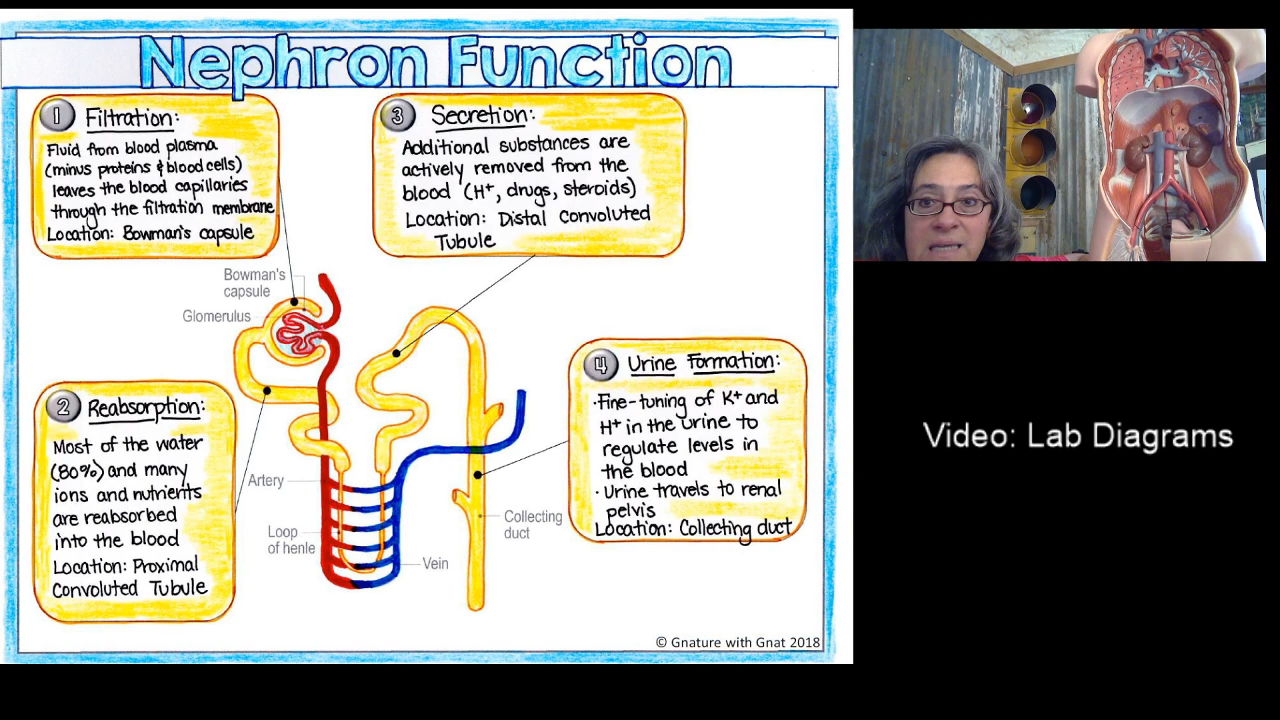 Nephron Function
1 Filtration:
Fluid from blood plasma
(minus proteins & blood cells)
leaves the blood capillaries
through the filtration membrane
Location: Bowman's capsule
3 Secretion:
Additional substances are
actively removed from the
blood (H+, drugs, steroids)
Location: Distal Convoluted
Tubule
Bowman's
capsule
Glomerulus
2 Reabsorption:
Most of the water
(80%) and many
ions and nutrients
are reabsorbed
into the blood
Location: Proximal
Convoluted Tubule
Artery
Loop
of henle
Vein
Collecting
duct
4 Urine Formation:
·Fine-tuning of K+ and
H+ in the urine to
regulate levels in
the blood
·Urine travels to renal
pelvis
Location: Collecting duct
© Gnature with Gnat 2018
Video: Lab Diagrams